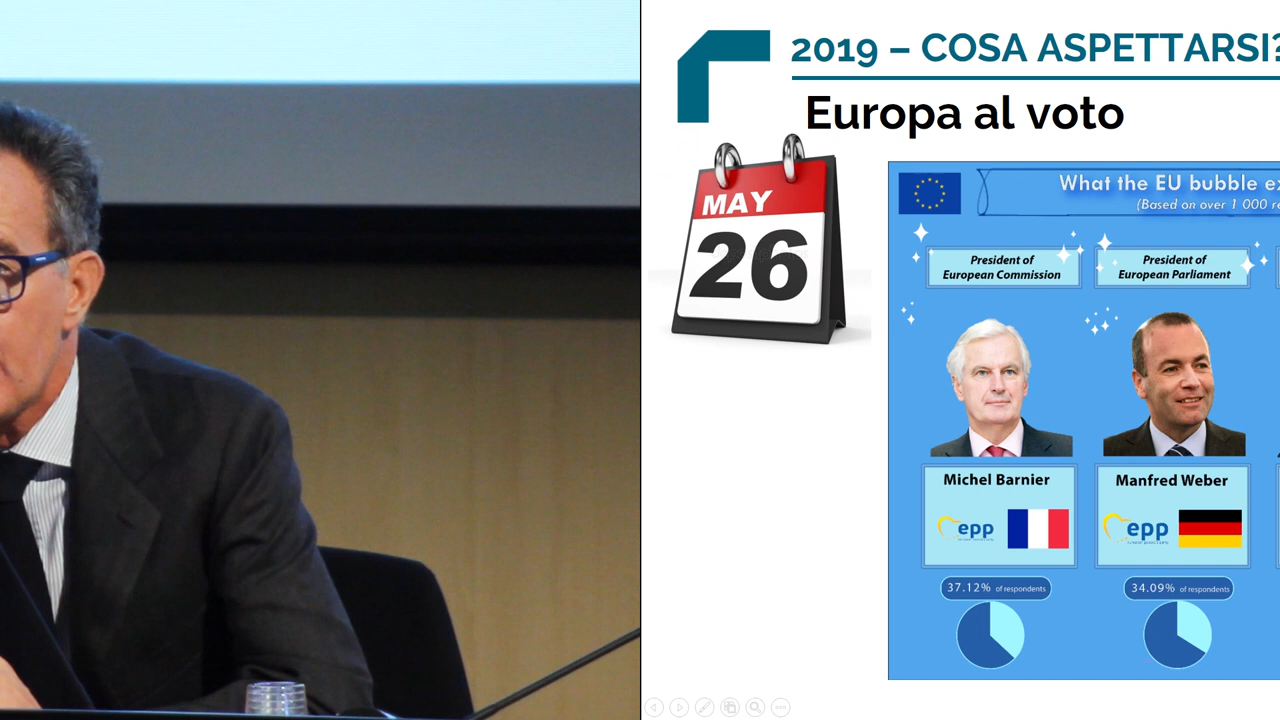 2019 – COSA ASPETTARSI?
Europa al voto
MAY
26
What the EU bubble ex
(Based on over 1 000 re
President of
European Commission
President of
European Parliament
Michel Barnier
Manfred Weber
epp
epp
37.12% of respondents
34.09% of respondents